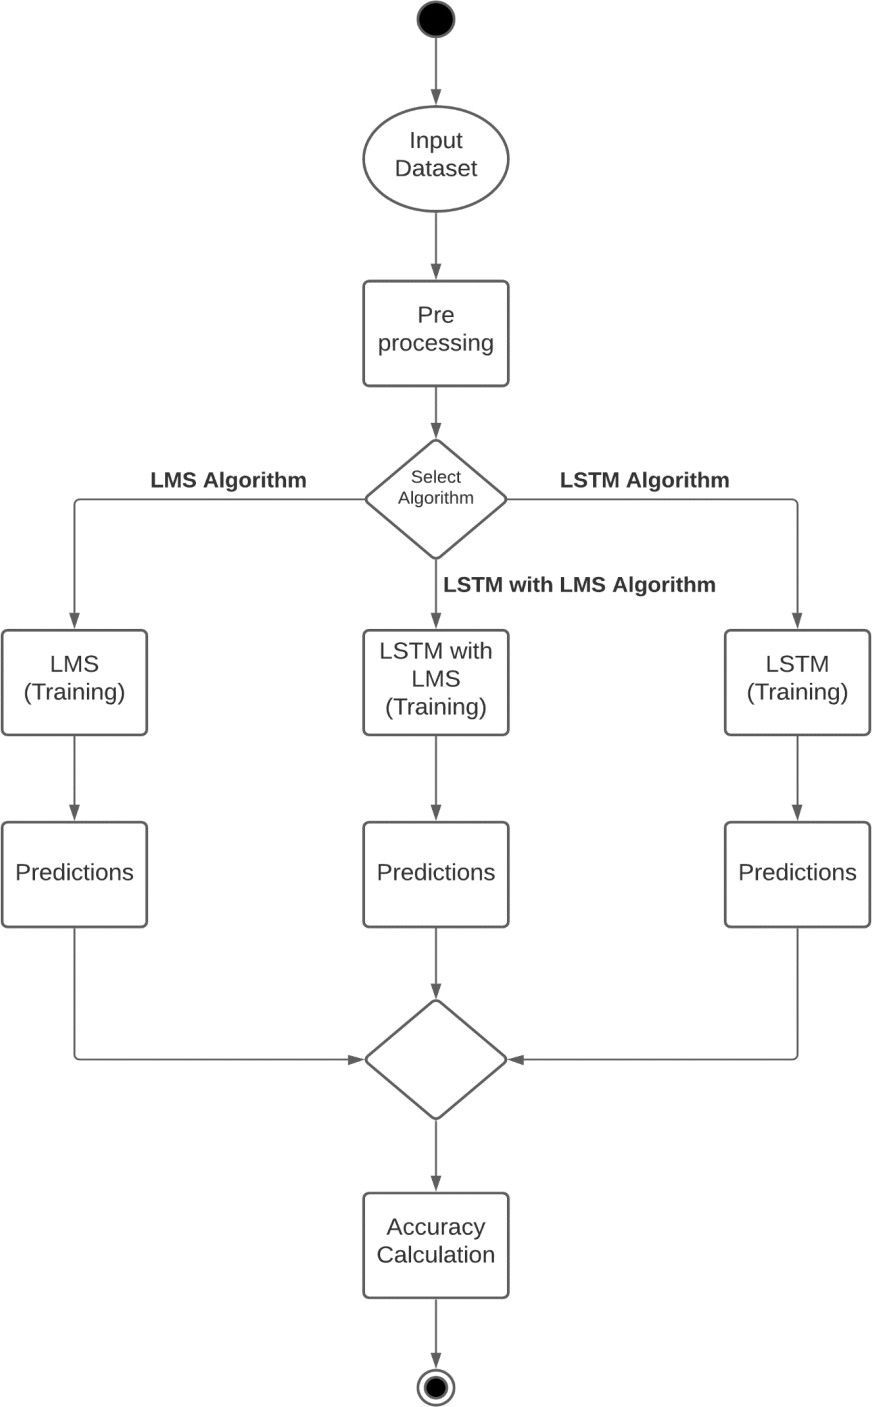 Input
Dataset
Pre
processing
Select
Algorithm
LMS Algorithm
LSTM Algorithm
LSTM with LMS Algorithm
LMS
(Training)
LSTM with
LMS
(Training)
LSTM
(Training)
Predictions
Predictions
Predictions
Accuracy
Calculation